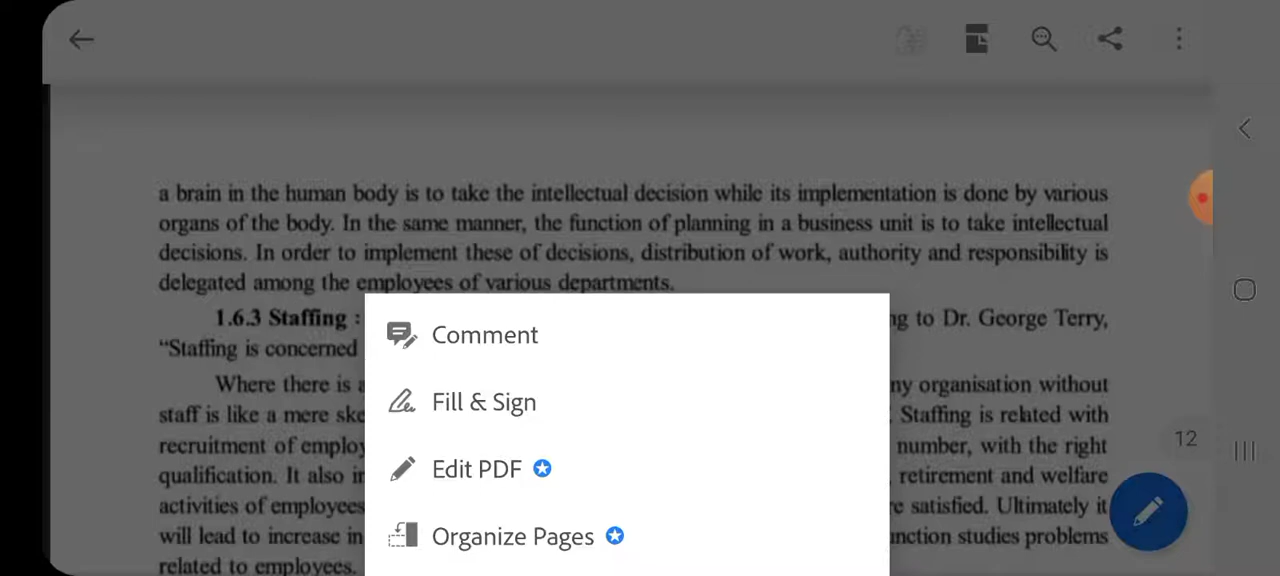 a brain in the human body is to take the intellectual decision while its implementation is done by various
organs of the body. In the same manner, the function of planning in a business unit is to take intellectual
decisions. In order to implement these of decisions, distribution of work, authority and responsibility is
delegated among the employees of various departments.
1.6.3 Staffing : ng to Dr. George Terry,
“Staffing is concerned
Where there is a ny organisation without
staff is like a mere ske Staffing is related with
recruitment of employ number, with the right
qualification. It also in retirement and welfare
activities of employees e satisfied. Ultimately it
will lead to increase in unction studies problems
related to employees.
Comment
Fill & Sign
Edit PDF
Organize Pages
12